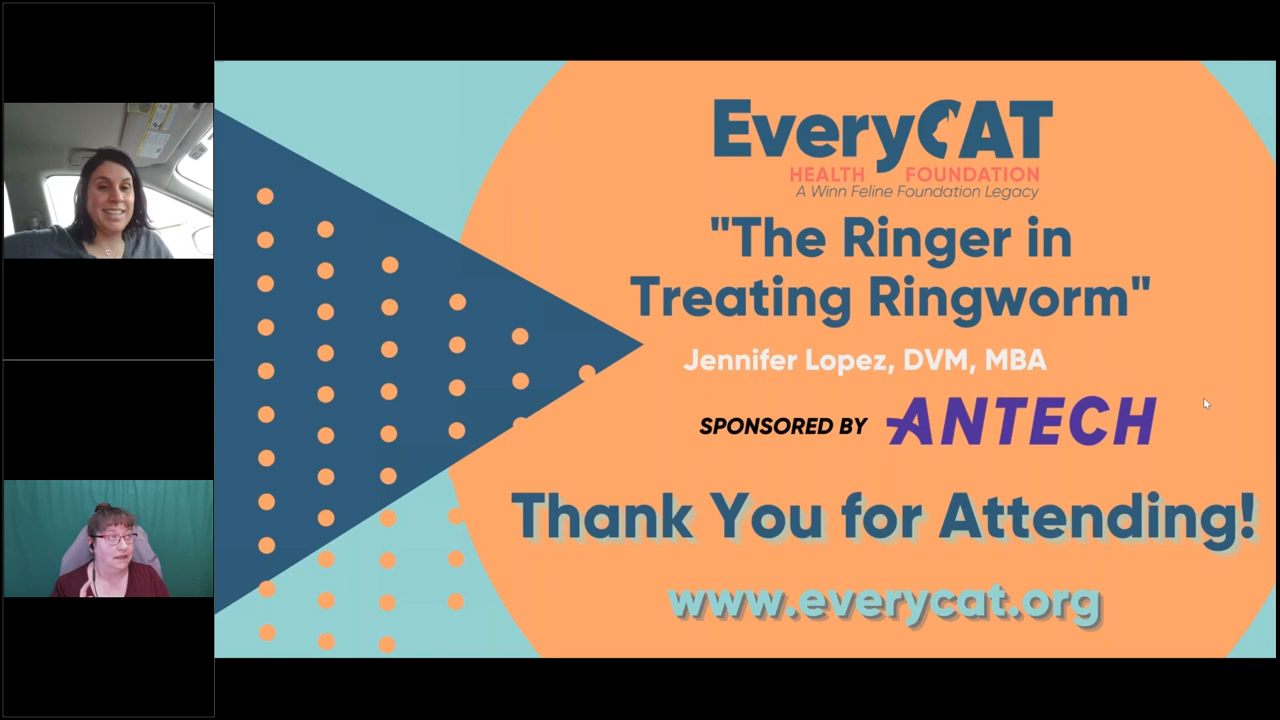 EveryCAT
HEALTH FOUNDATION
A Winn Feline Foundation Legacy
"The Ringer in
Treating Ringworm"
Jennifer Lopez, DVM, MBA
SPONSORED BY ANTECH
Thank You for Attending!
www.everycat.org